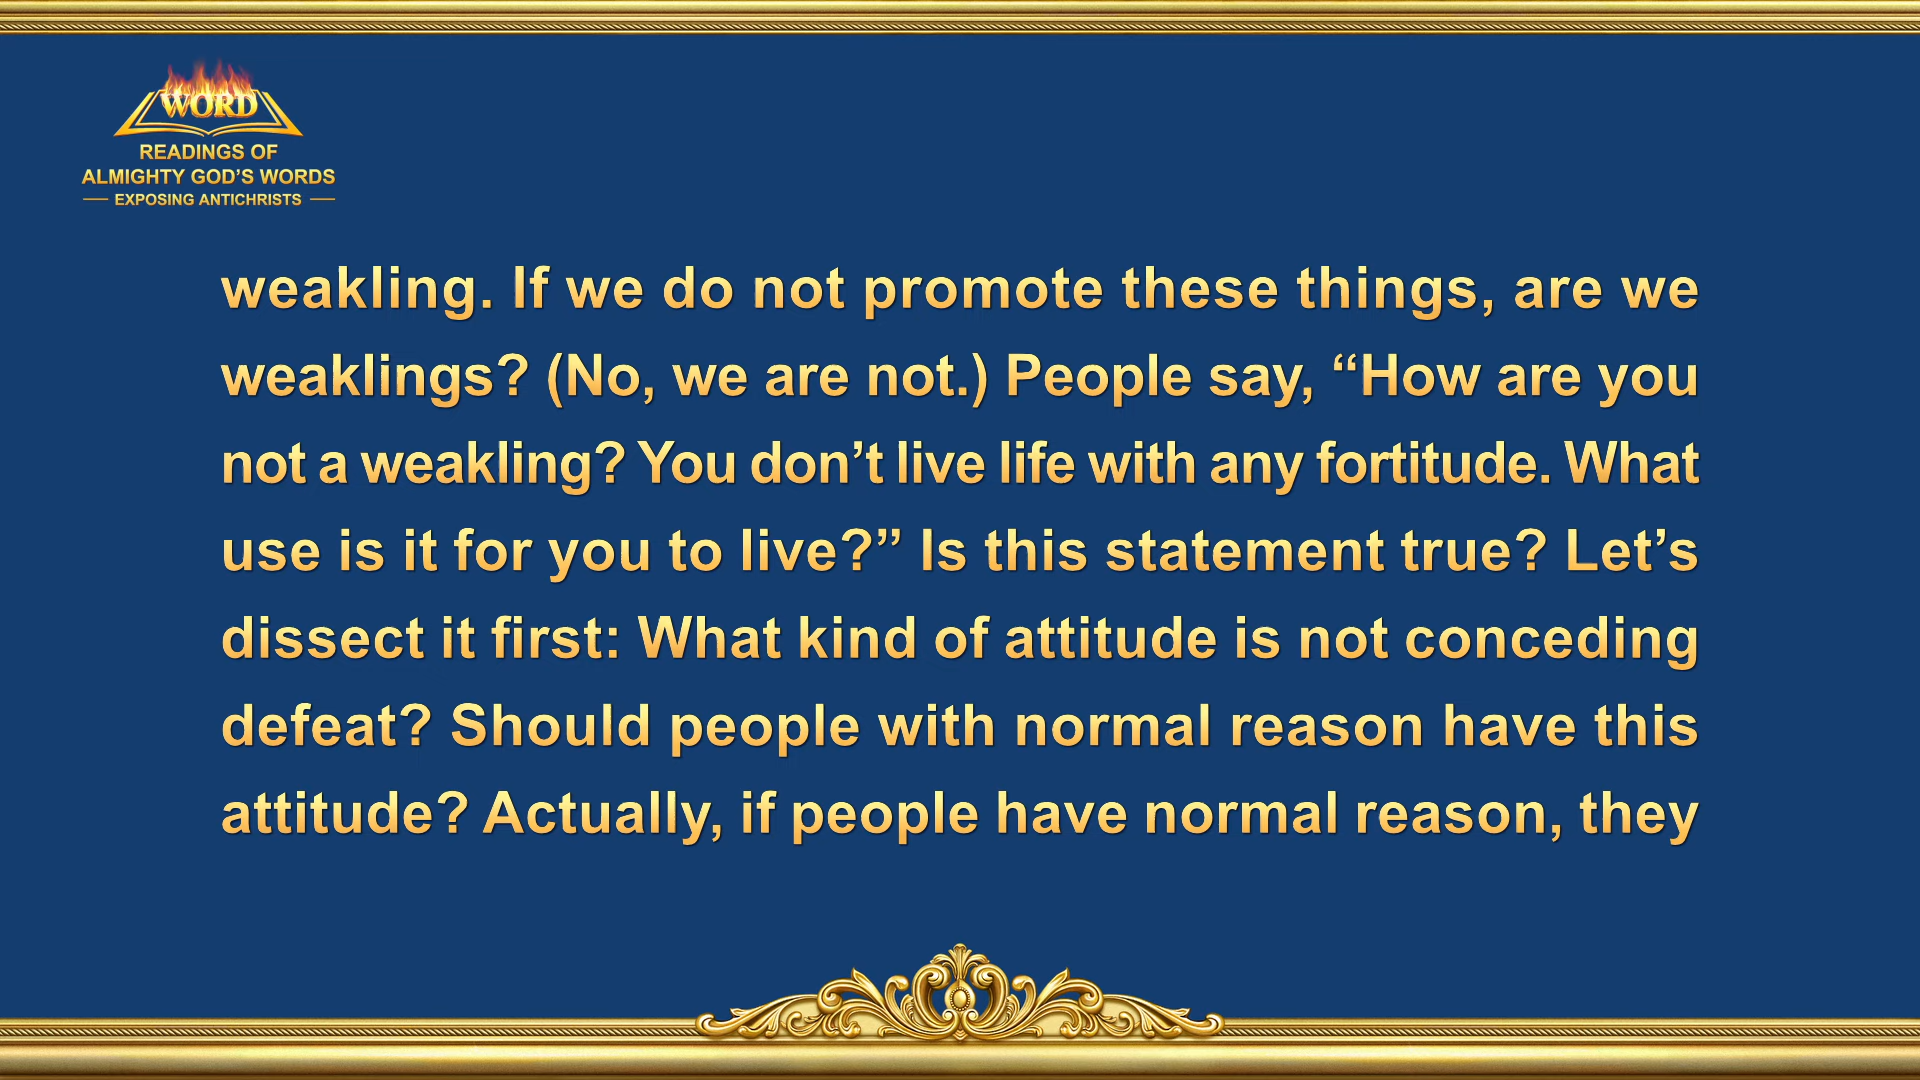 WORD
READINGS OF
ALMIGHTY GOD’S WORDS
EXPOSING ANTICHRISTS
weakling. If we do not promote these things, are we
weaklings? (No, we are not.) People say, “How are you
not a weakling? You don’t live life with any fortitude. What
use is it for you to live?” Is this statement true? Let’s
dissect it first: What kind of attitude is not conceding
defeat? Should people with normal reason have this
attitude? Actually, if people have normal reason, they